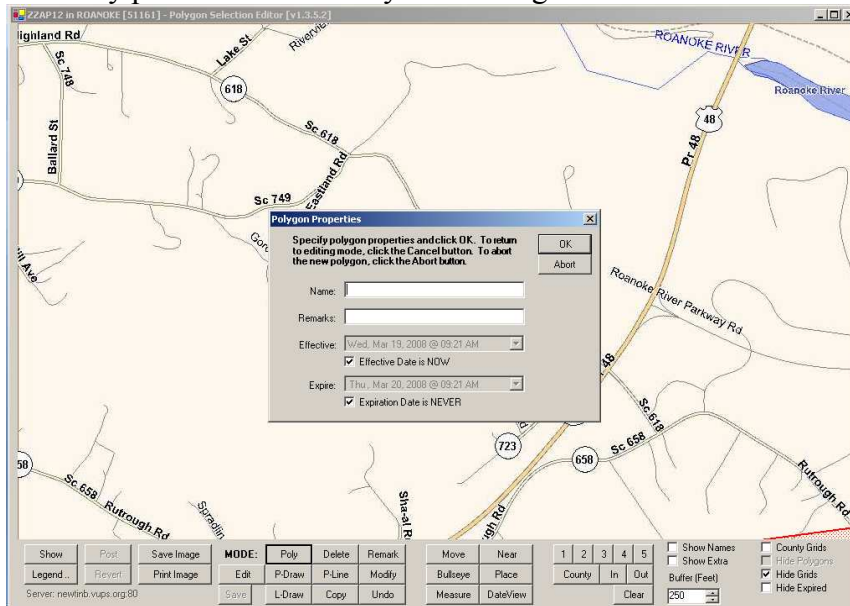 ZZAP12 in ROANOKE [51161] - Polygon Selection Editor [v1.3.5.2]
ighland Rd
Sc 748
Lake St
Ballard St
618
Sc 618
Sc 749
Eastland Rd
ROANOKE RIVER
Roanoke River
48
Pr 48
Roanoke River Parkway Rd
48
Sc 618
Sc 658
723
658
Rutrough Rd
58
Sc 658
Rutrough Rd
Spradlin
Sha-al Rd
ugh Rd
Polygon Properties
Specify polygon properties and click OK. To return
to editing mode, click the Cancel button. To abort
the new polygon, click the Abort button.
OK
Abort
Name:
Remarks:
Effective: Wed, Mar 19, 2008 @ 09:21 AM
Effective Date is NOW
Expire: Thu, Mar 20, 2008 @ 09:21 AM
Expiration Date is NEVER
Show Post Save Image MODE: Poly Delete Remark Move Near 1 2 3 4 5 Show Names County Grids
Show Extra Hide Polygons
Legend .. Revert Print Image Edit P-Draw P-Line Modify Bullseye Place County In Out Buffer (Feet) Hide Grids
Server: newtinb.vups.org:80 Save L-Draw Copy Undo Measure DateView Clear 250 Hide Expired